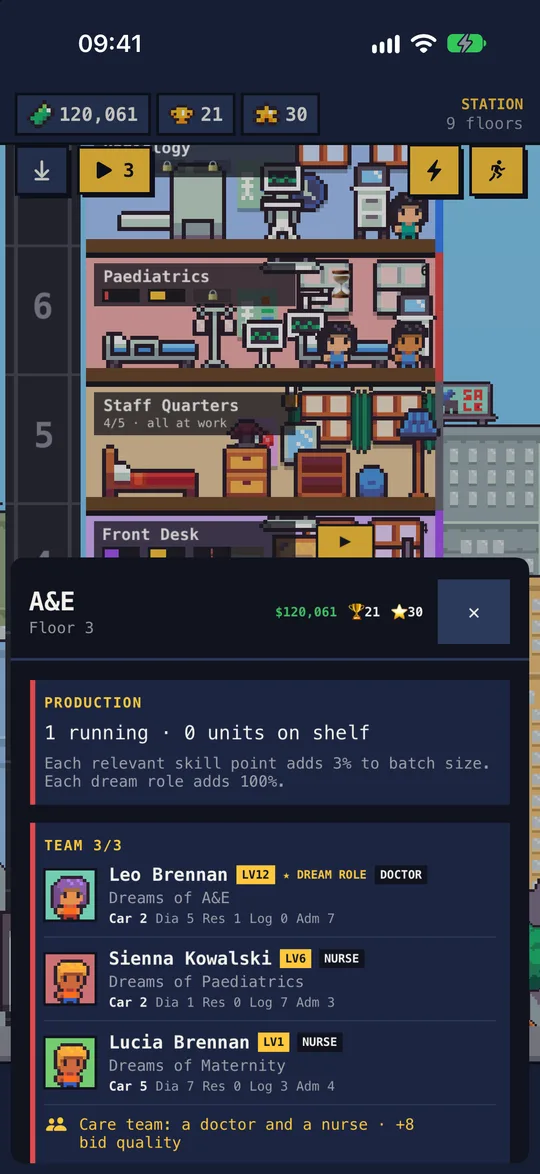 09:41
120,061
21
30
STATION
9 floors
3
6
Paediatrics
5
Staff Quarters
4/5 · all at work
SA
LE
Front Desk
A&E
Floor 3
$120,061
21
30
×
PRODUCTION
1 running · 0 units on shelf
Each relevant skill point adds 3% to batch size.
Each dream role adds 100%.
TEAM 3/3
Leo Brennan LV12 ★ DREAM ROLE DOCTOR
Dreams of A&E
Car 2 Dia 5 Res 1 Log 0 Adm 7
Sienna Kowalski LV6 NURSE
Dreams of Paediatrics
Car 2 Dia 1 Res 0 Log 7 Adm 3
Lucia Brennan LV1 NURSE
Dreams of Maternity
Car 5 Dia 7 Res 0 Log 3 Adm 4
Care team: a doctor and a nurse · +8
bid quality